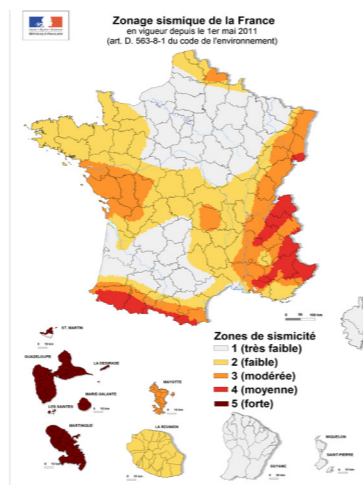 Zonage sismique de la France
en vigueur depuis le 1er mai 2011
(art. D. 563-8-1 du code de l'environnement)
ST. MARTIN
GUADELOUPE
LA DESIRADE
LES SAINTES
MARIE-GALANTE
MARTINIQUE
MAYOTTE
LA REUNION
GUYANE
MIQUELON
SAINT-PIERRE
Zones de sismicité
1 (très faible)
2 (faible)
3 (modérée)
4 (moyenne)
5 (forte)